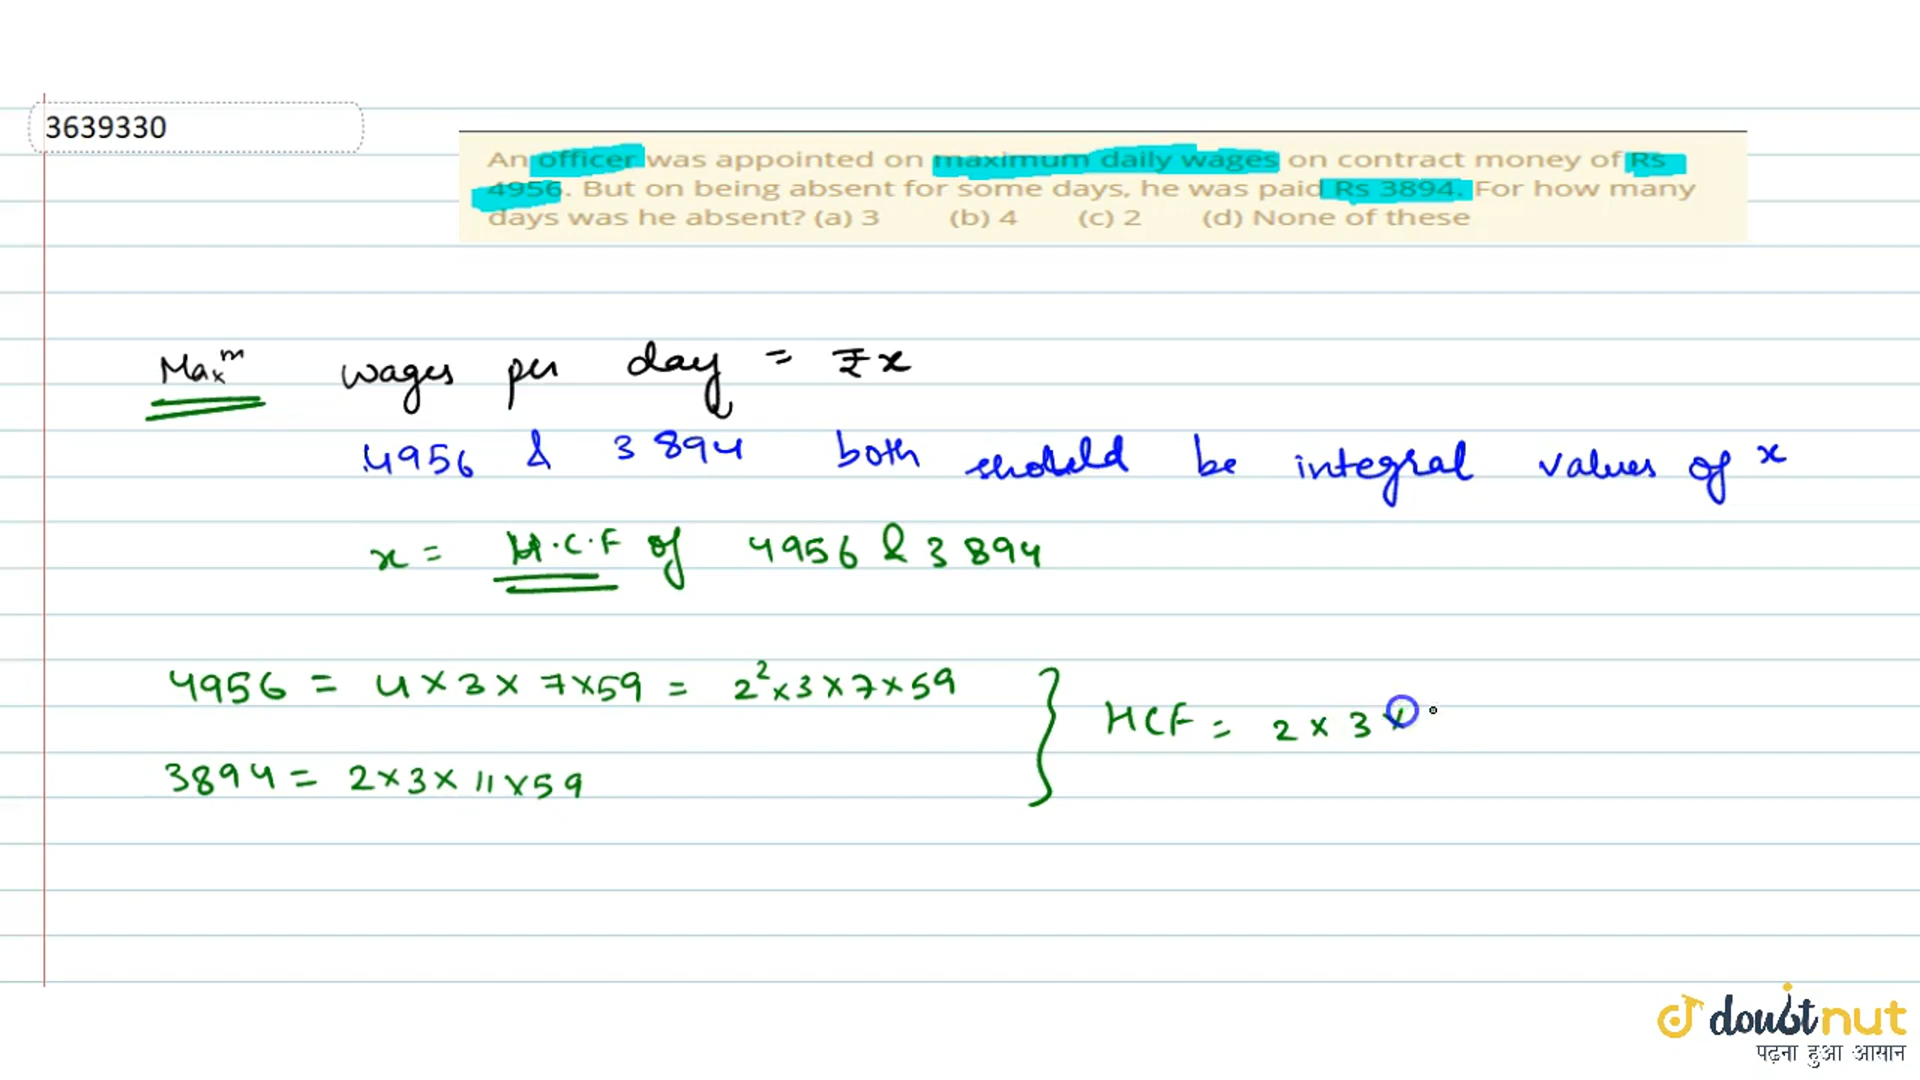 3639330
An officer was appointed on maximum daily wages on contract money of Rs
4956. But on being absent for some days, he was paid Rs 3894. For how many
days was he absent? (a) 3 (b) 4 (c) 2 (d) None of these
Maxᵐ wages per day = ₹ x
4956 & 3894 both should be integral values of x
x = H.C.F of 4956 & 3894
4956 = 4 × 3 × 7 × 59 = 2² × 3 × 7 × 59
HCF = 2 × 3 ×
3894 = 2 × 3 × 11 × 59
doubtnut
पढ़ना हुआ आसान